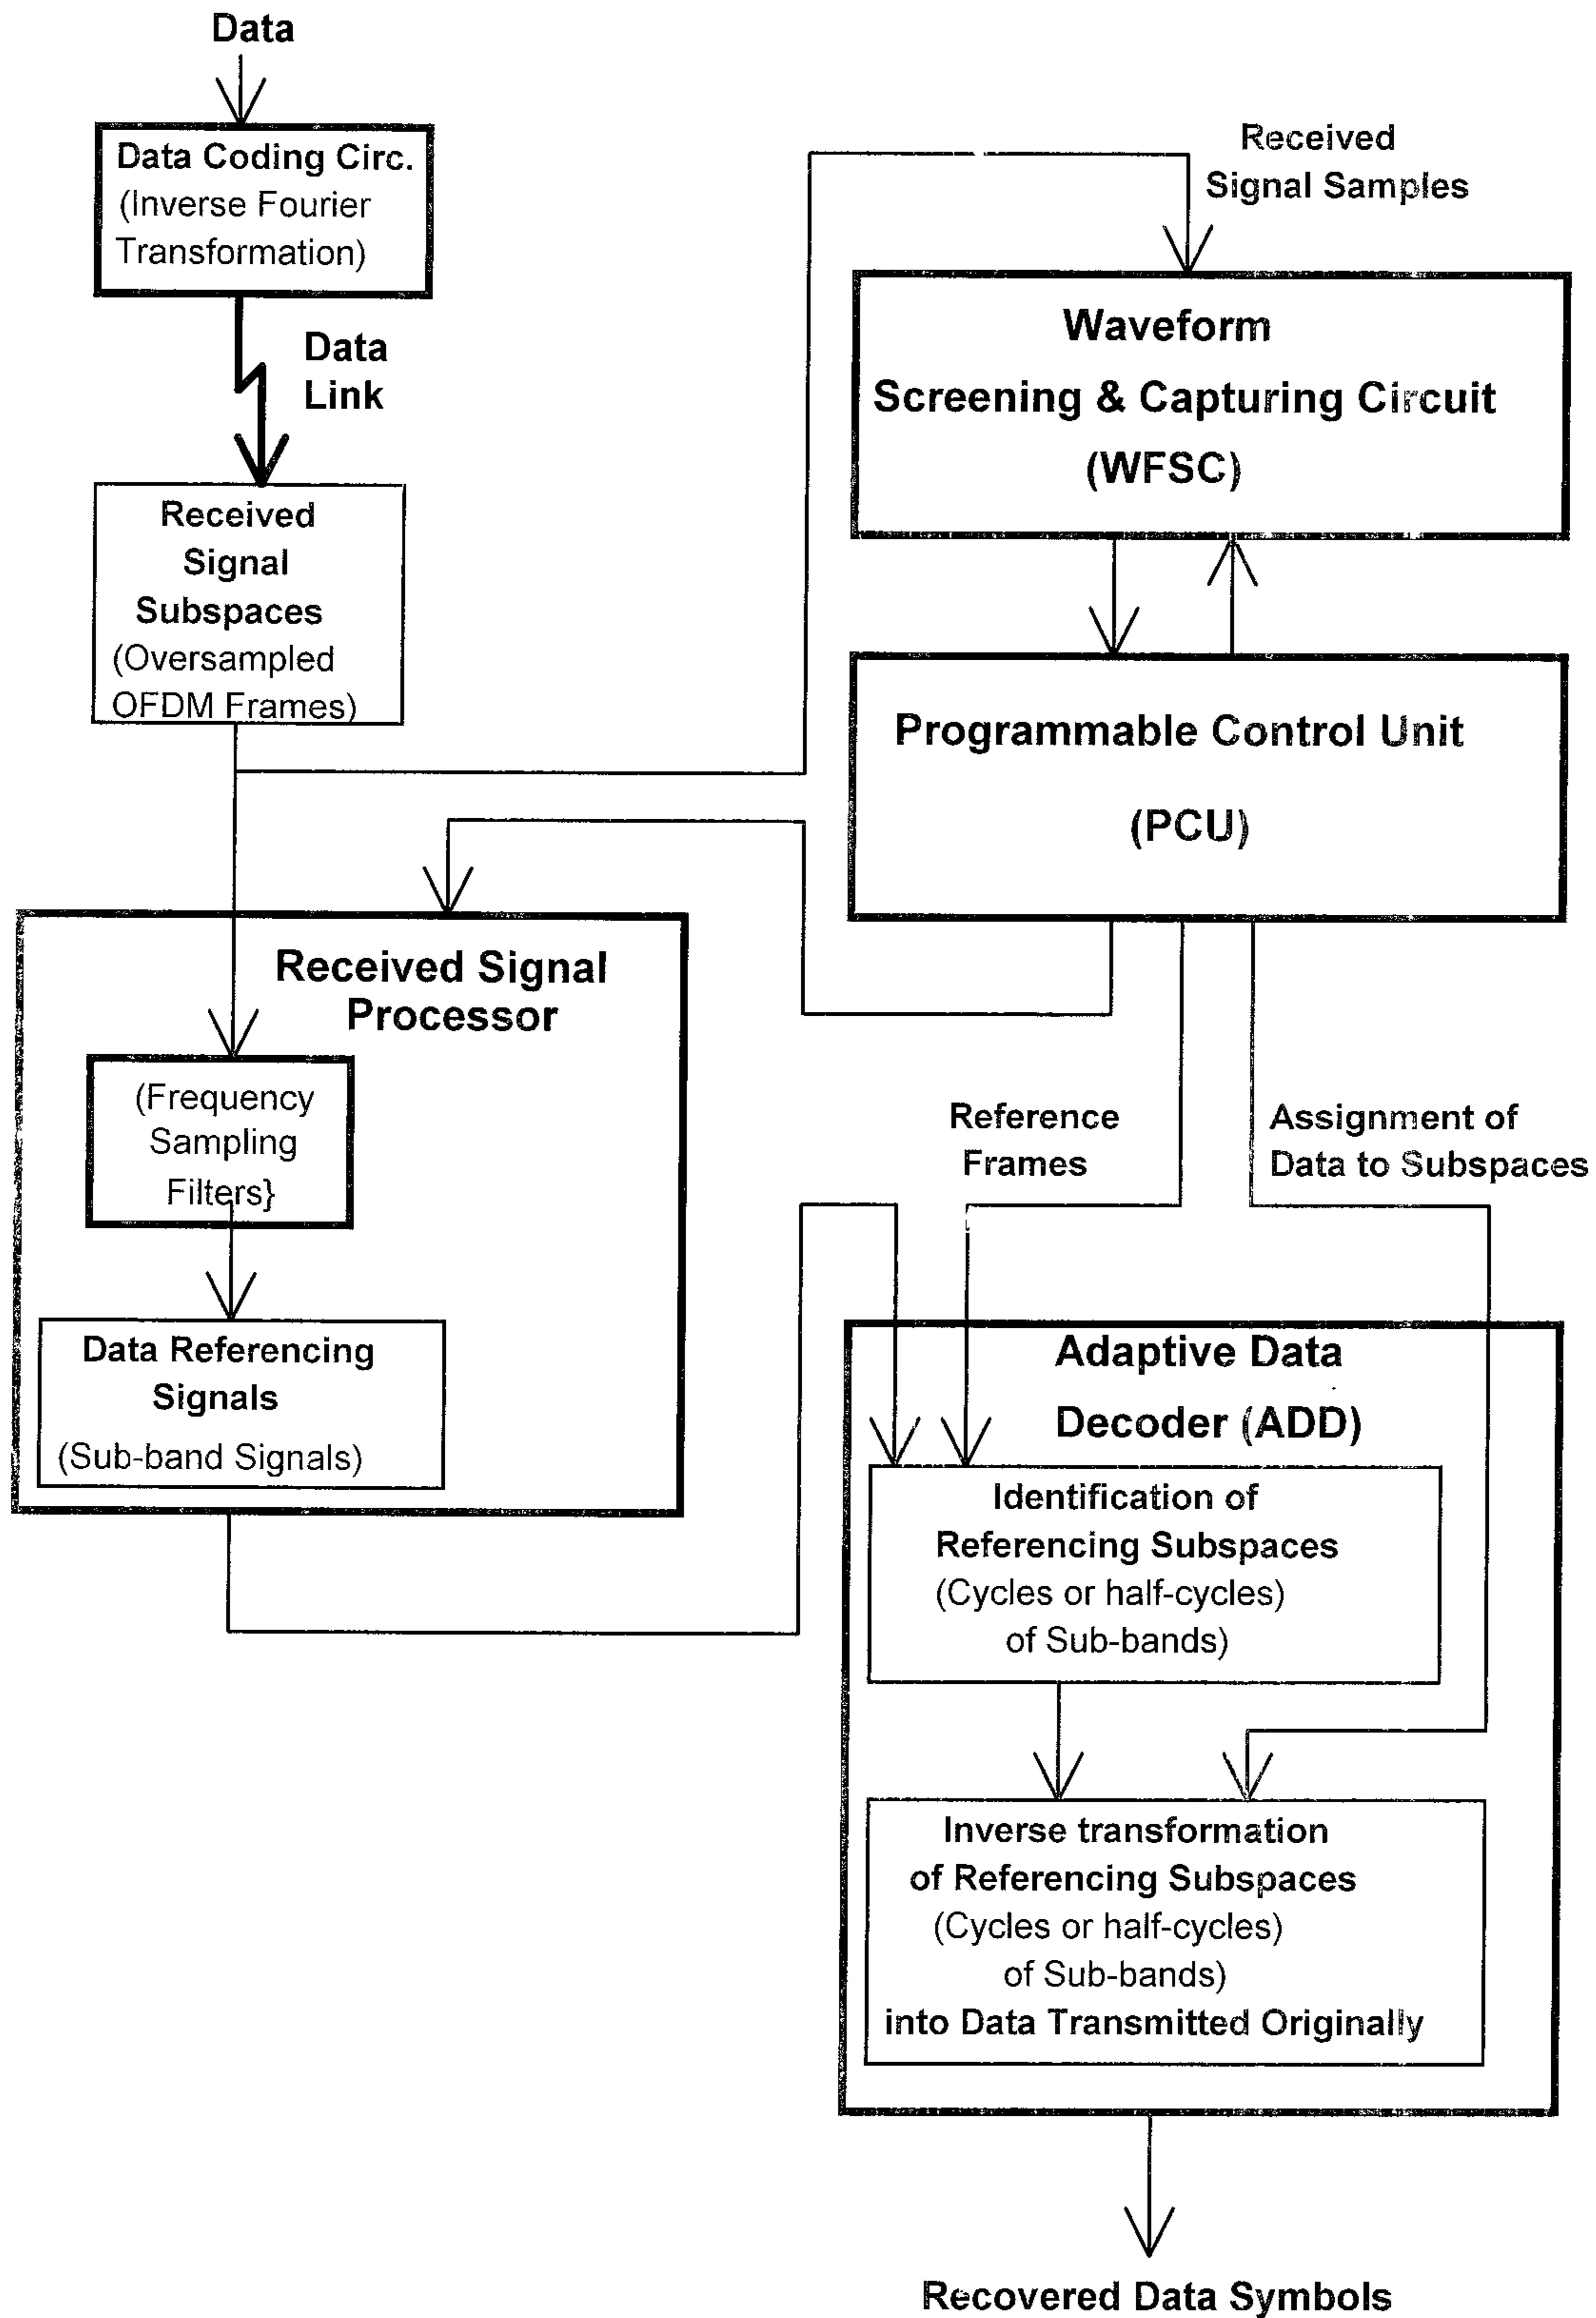 Data
Data Coding Circ.
(Inverse Fourier
Transformation)
Data
Link
Received
Signal
Subspaces
(Oversampled
OFDM Frames)
Received
Signal Samples
Waveform
Screening & Capturing Circuit
(WFSC)
Programmable Control Unit
(PCU)
Received Signal
Processor
(Frequency
Sampling
Filters}
Data Referencing
Signals
(Sub-band Signals)
Reference
Frames
Assignment of
Data to Subspaces
Adaptive Data
Decoder (ADD)
Identification of
Referencing Subspaces
(Cycles or half-cycles)
of Sub-bands)
Inverse transformation
of Referencing Subspaces
(Cycles or half-cycles)
of Sub-bands)
into Data Transmitted Originally
Recovered Data Symbols